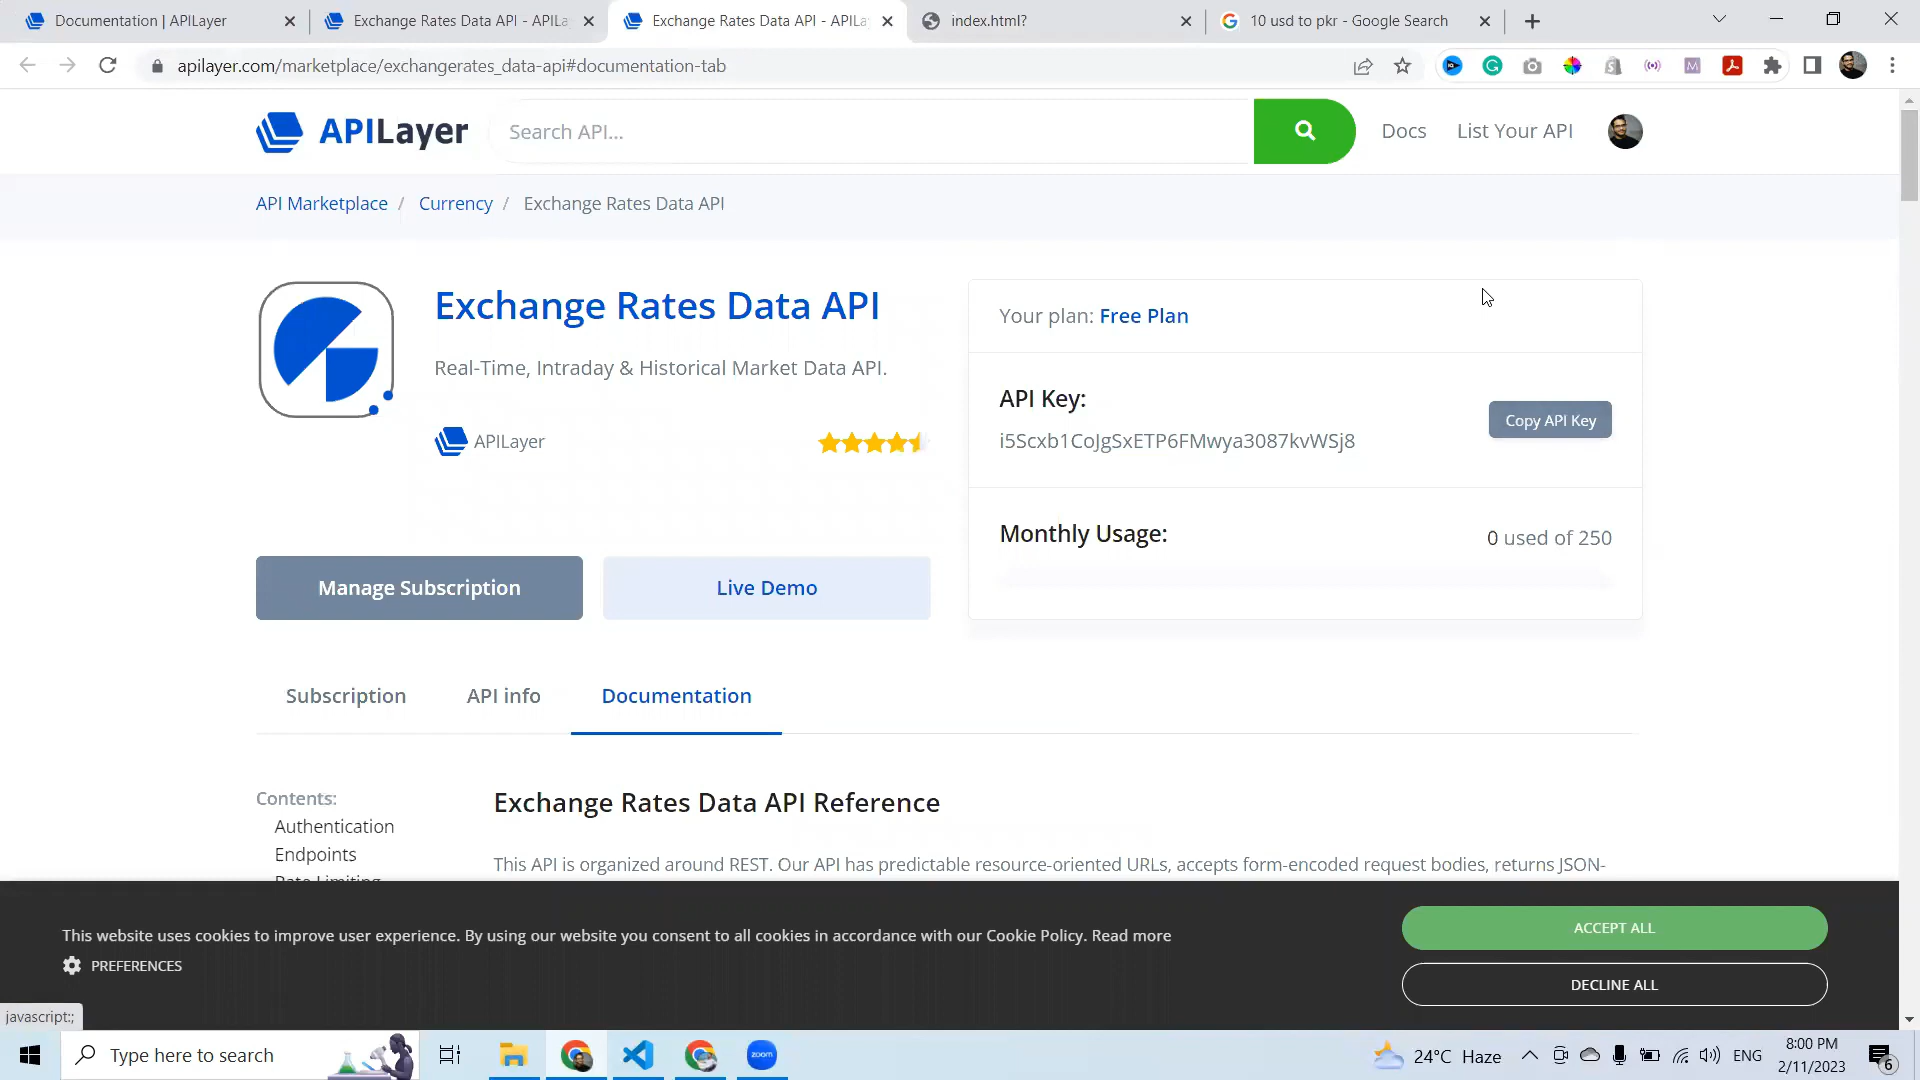 Documentation | APILayer
Exchange Rates Data API - APILa
Exchange Rates Data API - APILa
index.html?
10 usd to pkr - Google Search
apilayer.com/marketplace/exchangerates_data-api#documentation-tab
APILayer
Search API...
Docs
List Your API
API Marketplace / Currency / Exchange Rates Data API
Exchange Rates Data API
Real-Time, Intraday & Historical Market Data API.
APILayer
Your plan: Free Plan
API Key:
i5Scxb1CoJgSxETP6FMwya3087kvWSj8
Copy API Key
Monthly Usage:
0 used of 250
Manage Subscription
Live Demo
Subscription
API info
Documentation
Contents:
Authentication
Endpoints
Rate Limiting
Exchange Rates Data API Reference
This API is organized around REST. Our API has predictable resource-oriented URLs, accepts form-encoded request bodies, returns JSON-
This website uses cookies to improve user experience. By using our website you consent to all cookies in accordance with our Cookie Policy. Read more
PREFERENCES
ACCEPT ALL
DECLINE ALL
javascript:;
Type here to search
zoom
24°C Haze
ENG
8:00 PM
2/11/2023
6